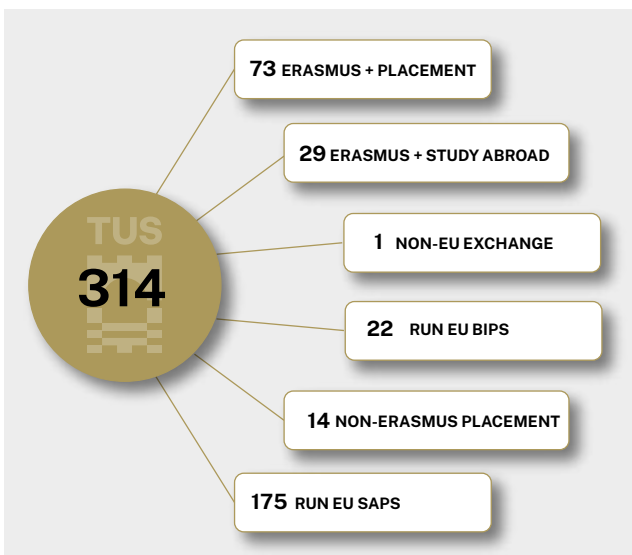 73 ERASMUS + PLACEMENT
29 ERASMUS + STUDY ABROAD
TUS
1 NON-EU EXCHANGE
314
22 RUN EU BIPS
14 NON-ERASMUS PLACEMENT
175 RUN EU SAPS